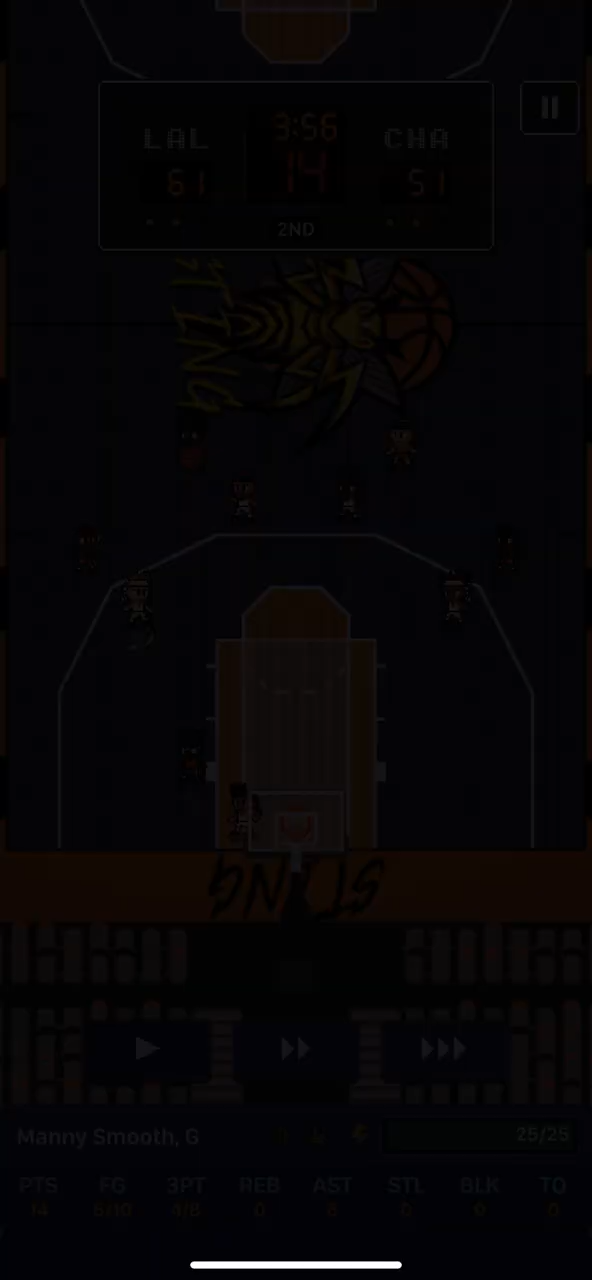 LAL
3:56
CHA
61
14
51
2ND
STING
STING
Manny Smooth, G
25/25
PTS FG 3PT REB AST STL BLK TO
14 4/8 0 0 0 0